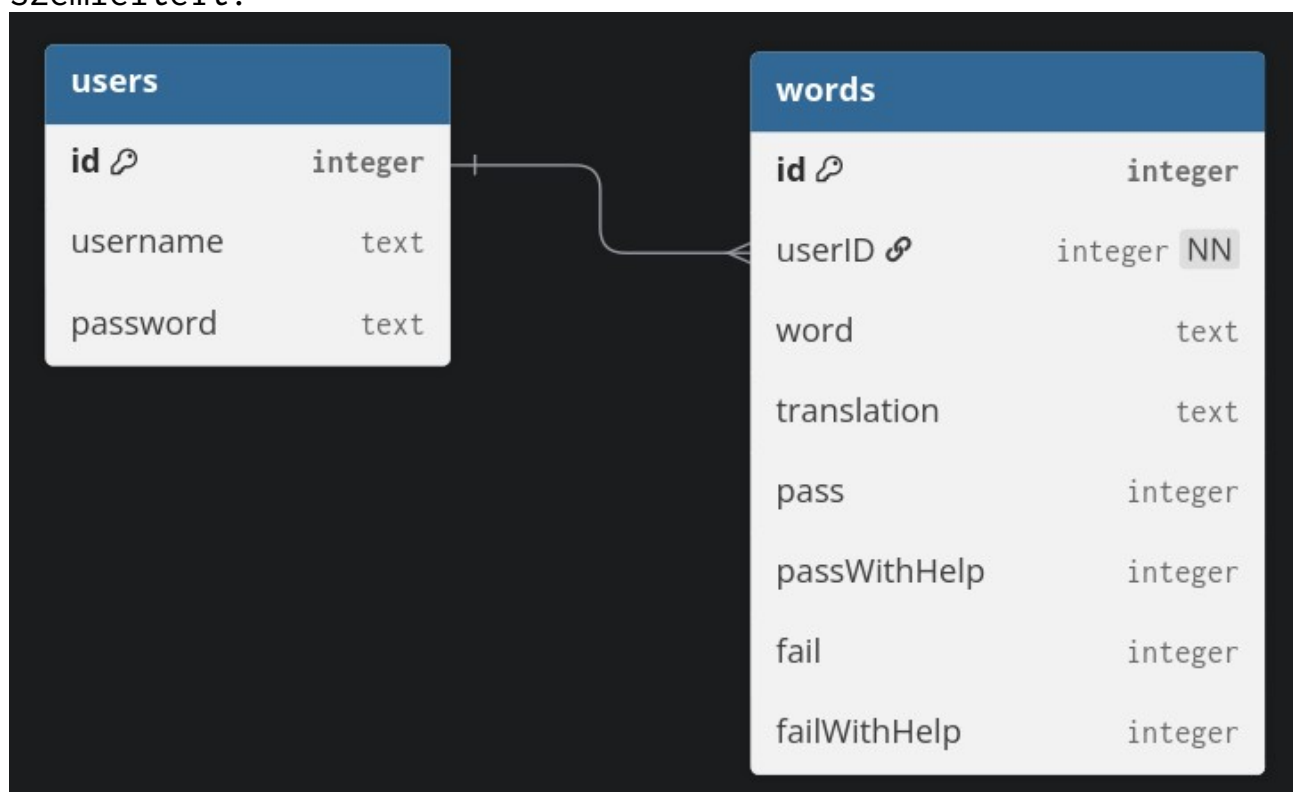 users
id integer
username text
password text
words
id integer
userID integer NN
word text
translation text
pass integer
passWithHelp integer
fail integer
failWithHelp integer